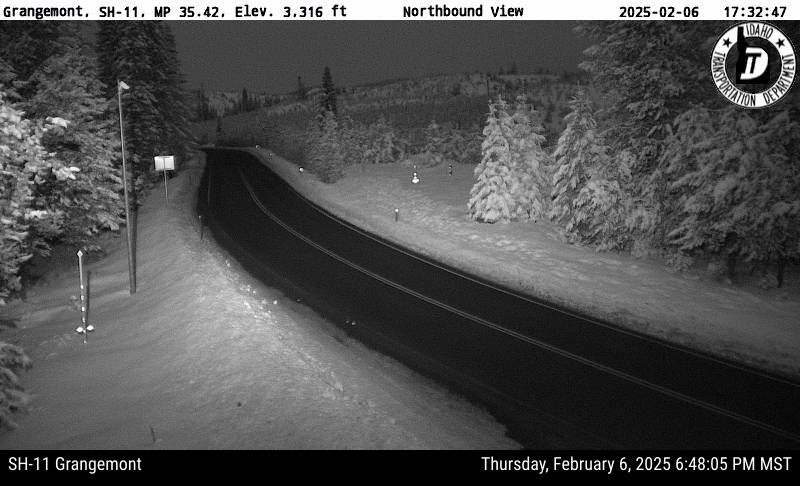 Grangemont, SH-11, MP 35.42, Elev. 3,316 ft Northbound View 2025-02-06 17:32:47
IDAHO
TRANSPORTATION DEPARTMENT
SH-11 Grangemont Thursday, February 6, 2025 6:48:05 PM MST